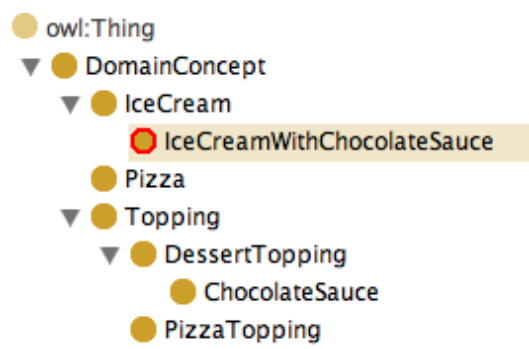 owl:Thing
DomainConcept
IceCream
IceCreamWithChocolateSauce
Pizza
Topping
DessertTopping
ChocolateSauce
PizzaTopping